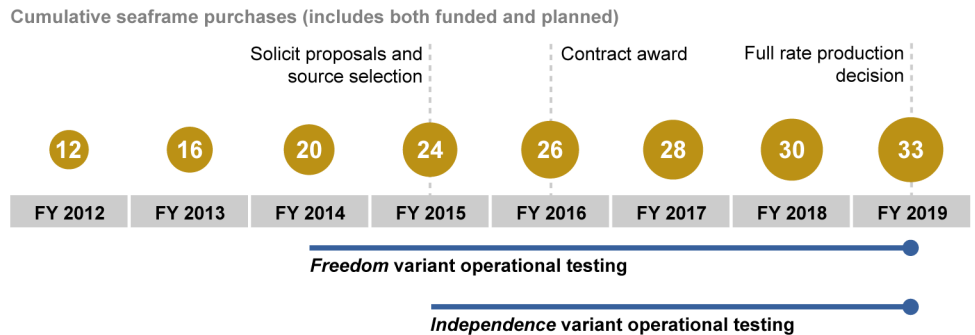 Cumulative seaframe purchases (includes both funded and planned)
Solicit proposals and
source selection
Contract award
Full rate production
decision
12
16
20
24
26
28
30
33
FY 2012
FY 2013
FY 2014
FY 2015
FY 2016
FY 2017
FY 2018
FY 2019
Freedom variant operational testing
Independence variant operational testing